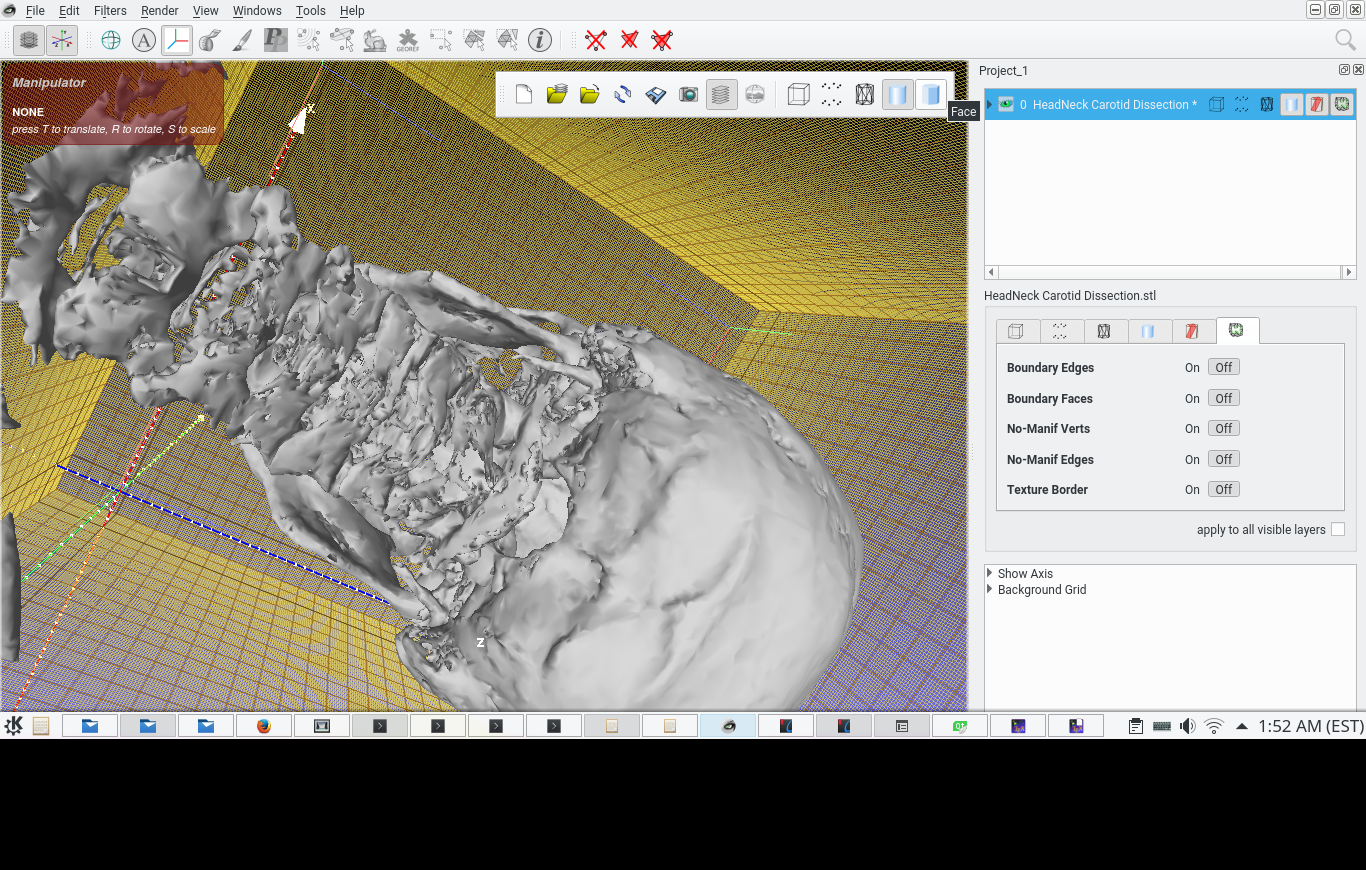 File Edit Filters Render View Windows Tools Help
A
GEOREF
i
Manipulator
NONE
press T to translate, R to rotate, S to scale
X
Face
Z
Project_1
0 HeadNeck Carotid Dissection *
HeadNeck Carotid Dissection.stl
Boundary Edges On Off
Boundary Faces On Off
No-Manif Verts On Off
No-Manif Edges On Off
Texture Border On Off
apply to all visible layers
Show Axis
Background Grid
1:52 AM (EST)